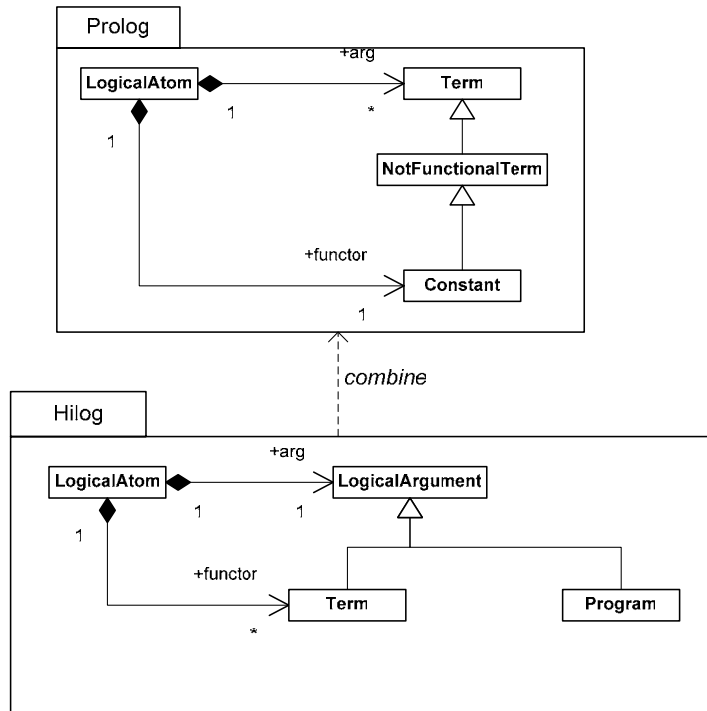 Prolog
+arg
LogicalAtom
Term
1
*
1
NotFunctionalTerm
+functor
Constant
1
combine
Hilog
+arg
LogicalAtom
LogicalArgument
1
1
1
+functor
Term
Program
*